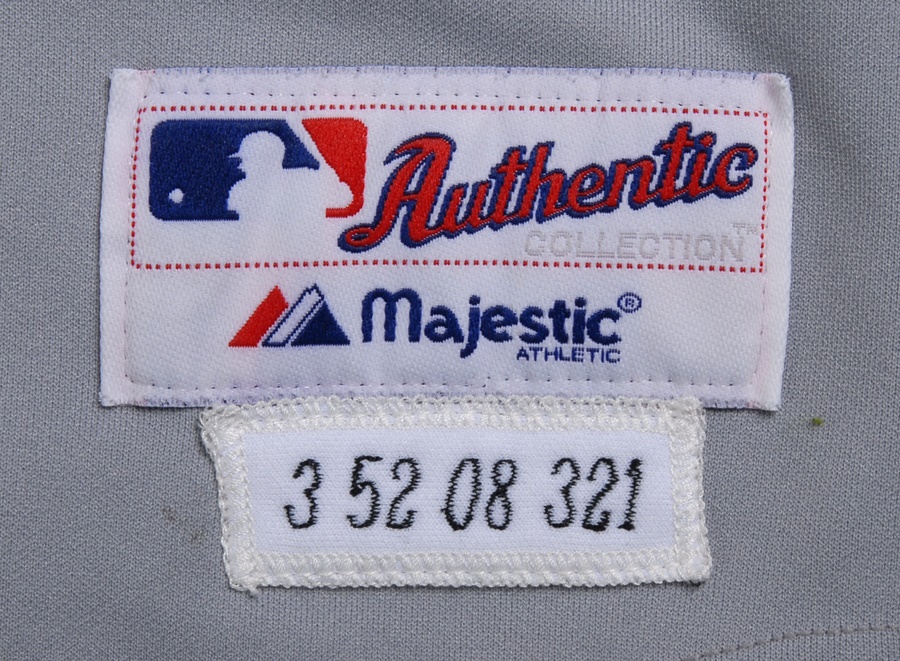 Authentic
COLLECTION™
Majestic®
ATHLETIC
3 52 08 321